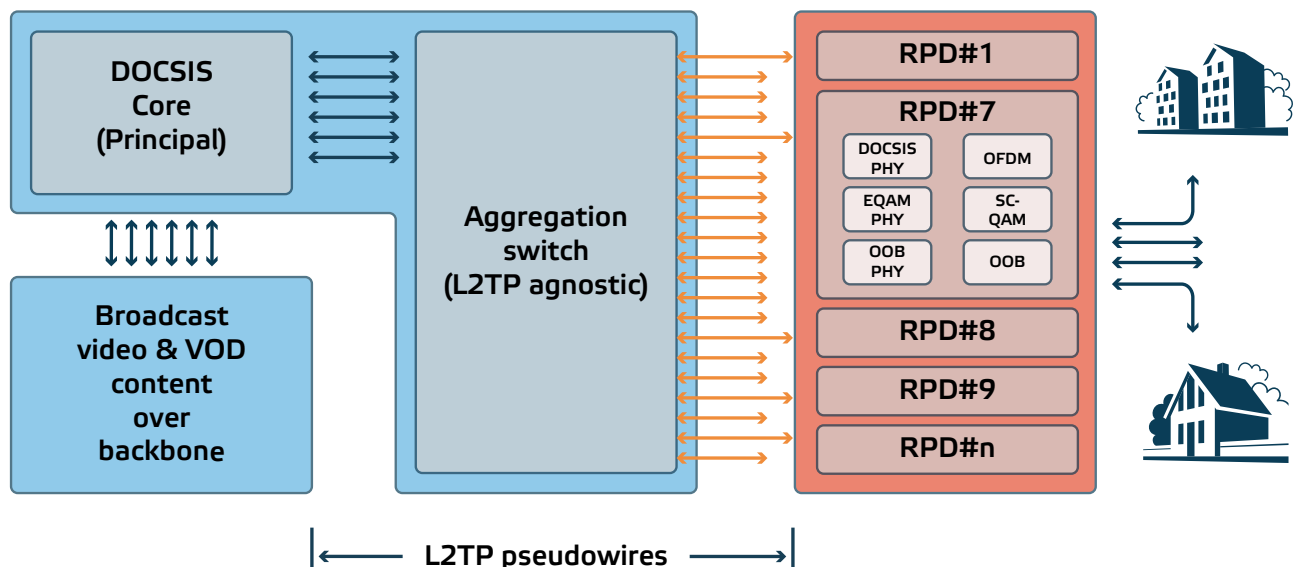 DOCSIS
Core
(Principal)
Broadcast
video & VOD
content
over
backbone
Aggregation
switch
(L2TP agnostic)
RPD#1
RPD#7
DOCSIS
PHY
OFDM
EQAM
PHY
SC-
QAM
OOB
PHY
OOB
RPD#8
RPD#9
RPD#n
L2TP pseudowires